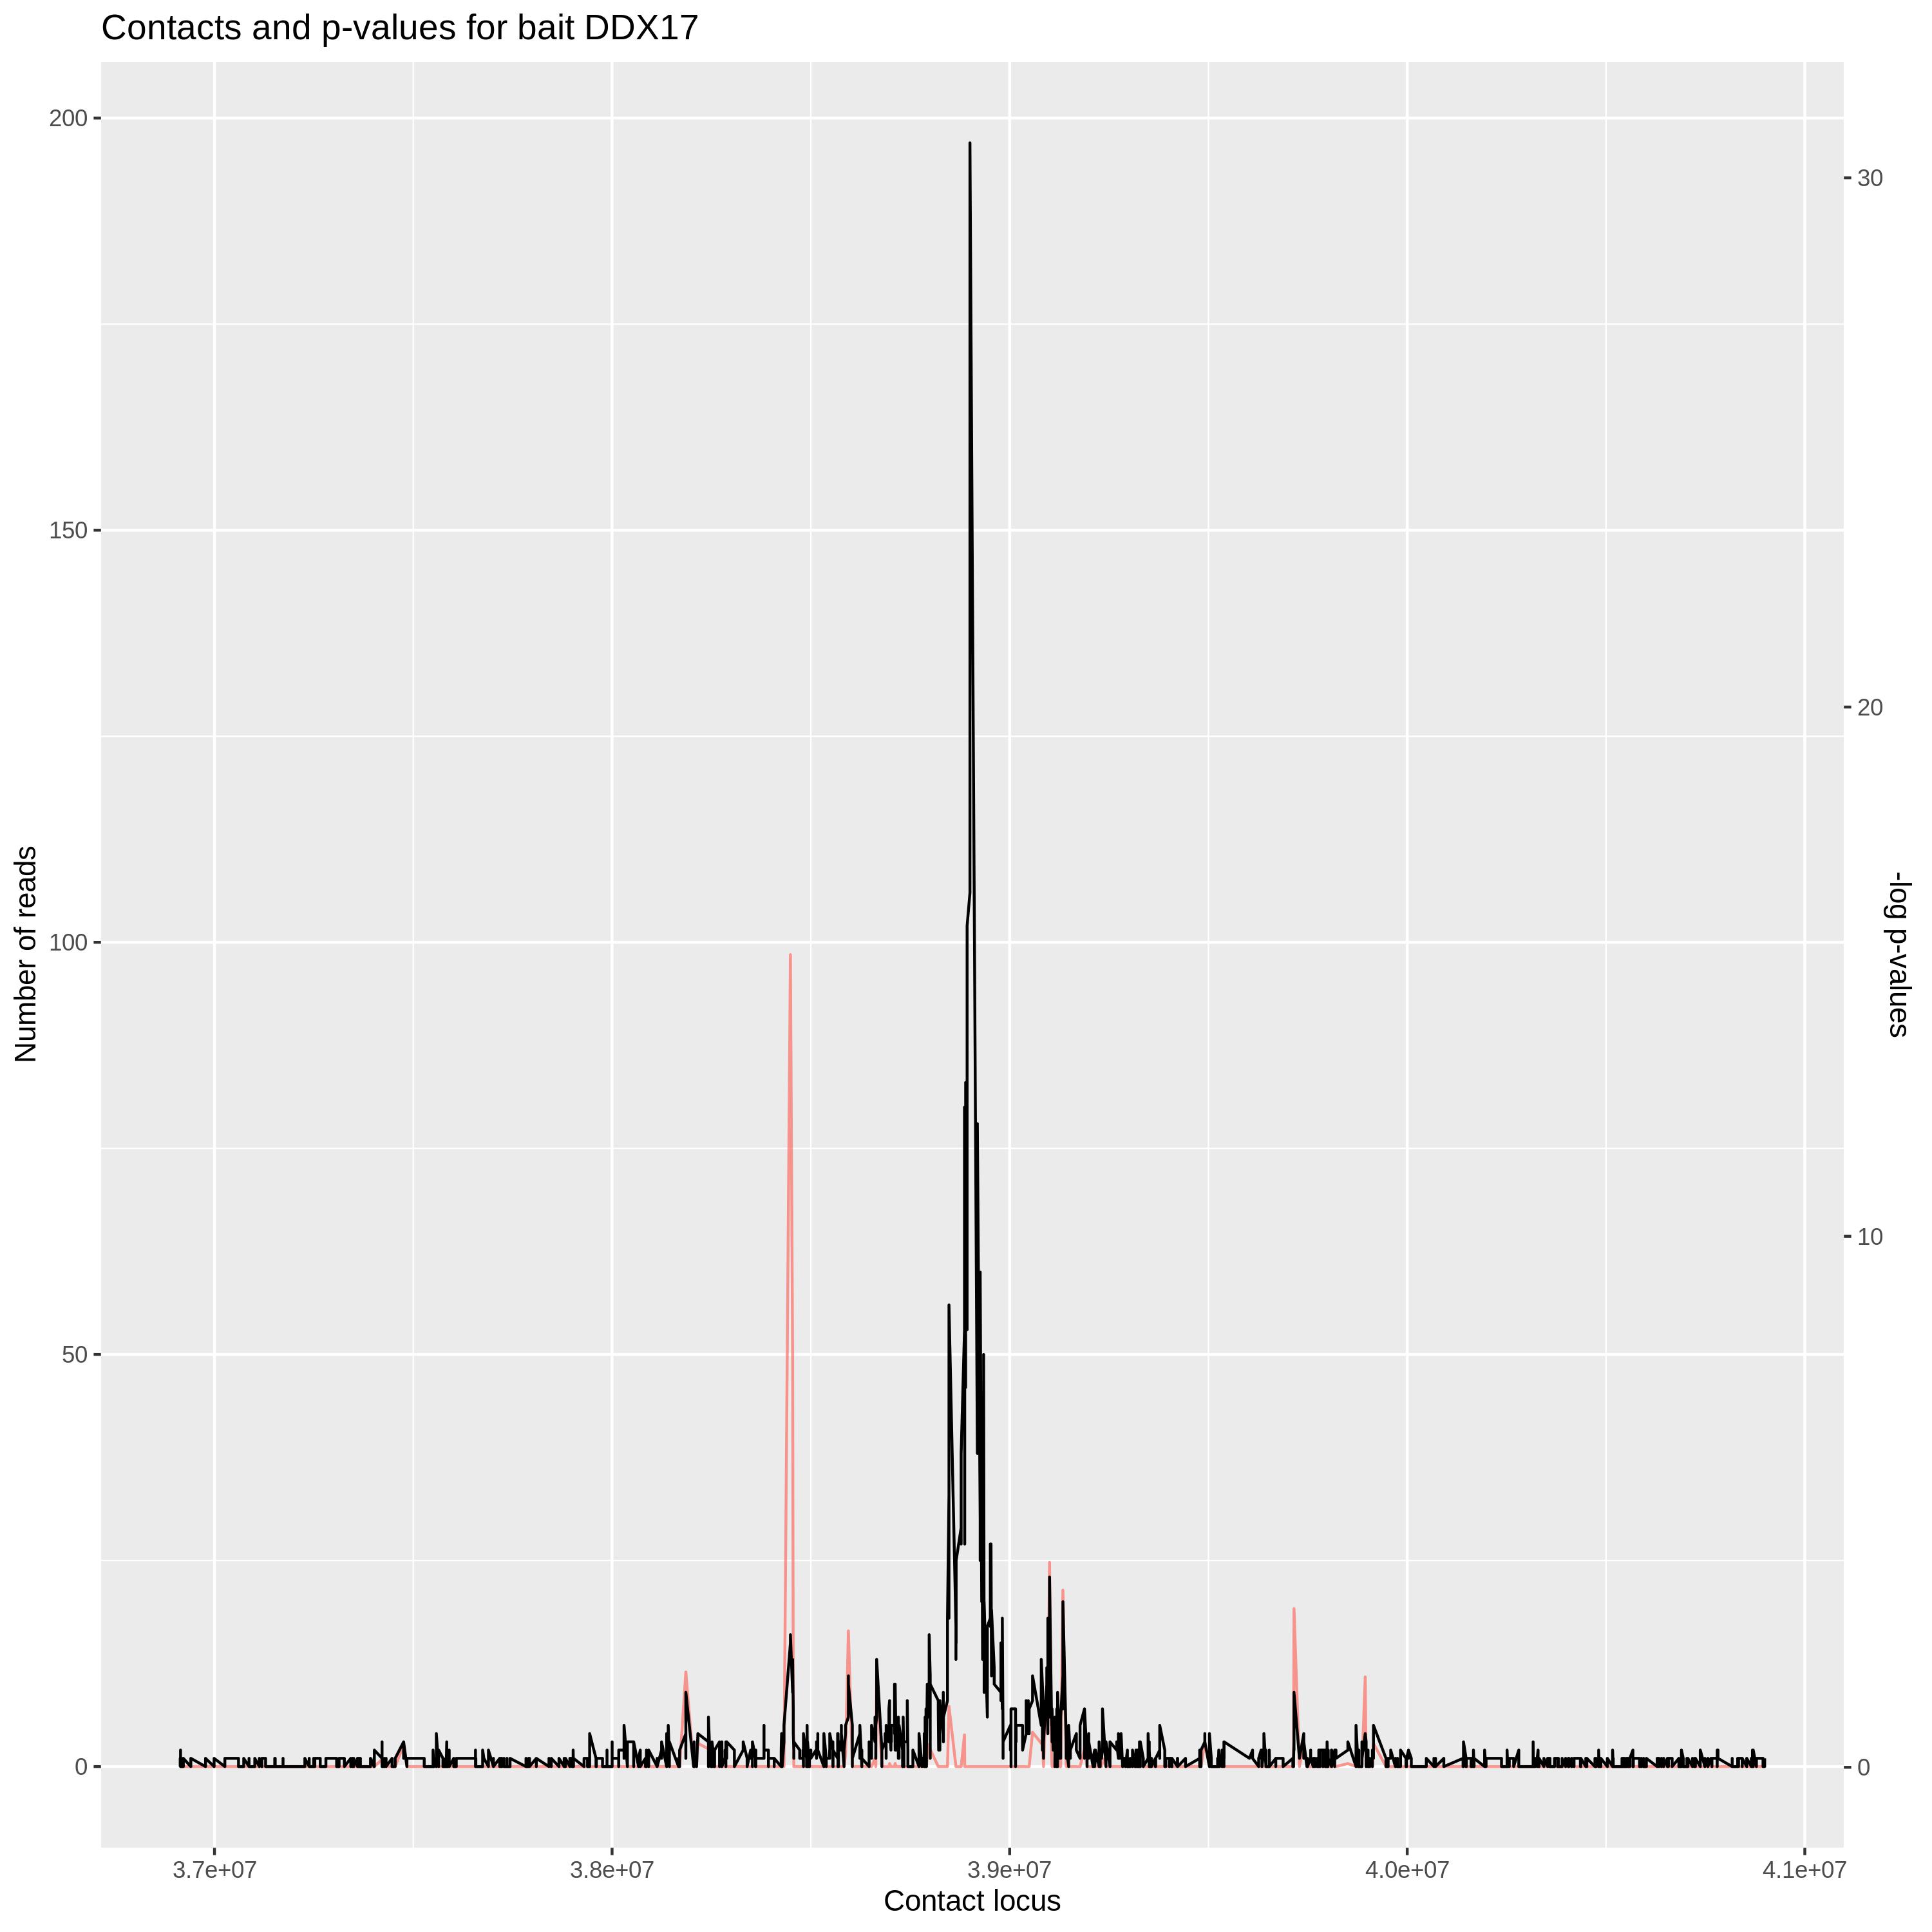 Contacts and p-values for bait DDX17
200
150
100
50
0
Number of reads
30
20
10
0
-log p-values
3.7e+07
3.8e+07
3.9e+07
4.0e+07
4.1e+07
Contact locus